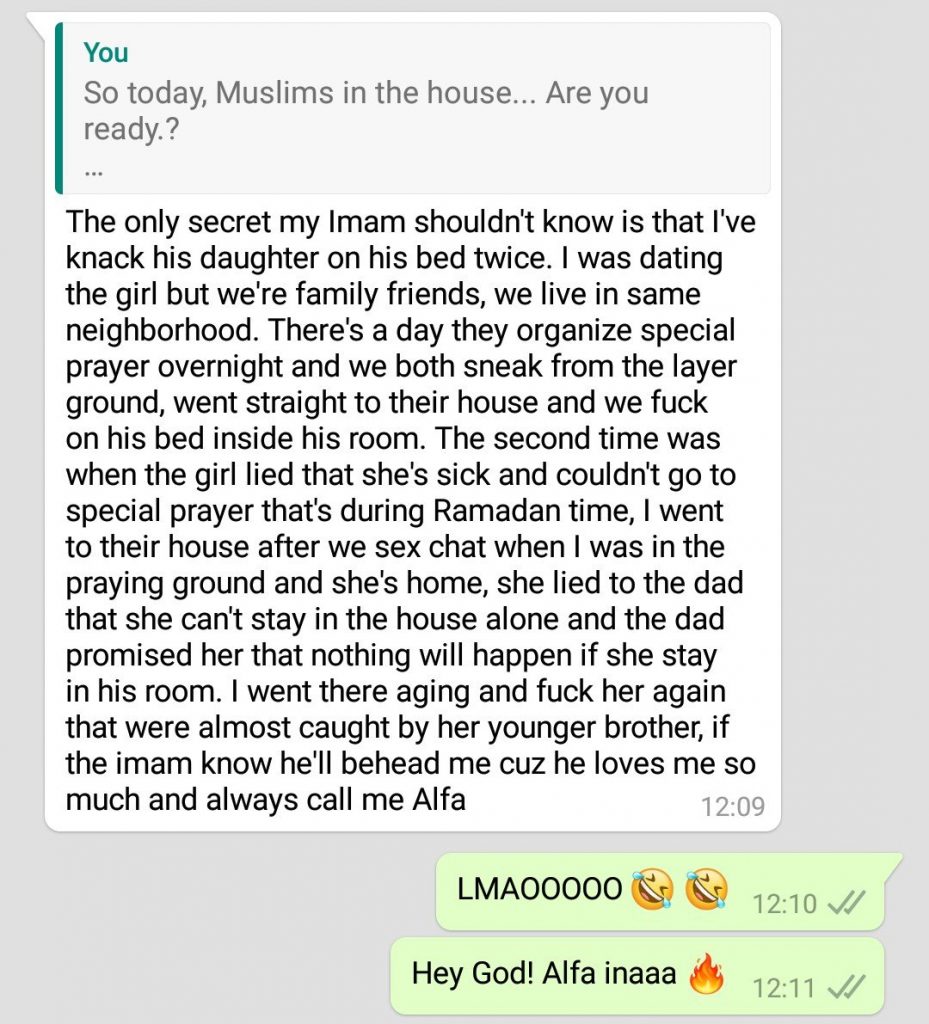 You
So today, Muslims in the house... Are you
ready.?
...
The only secret my Imam shouldn't know is that I've
knack his daughter on his bed twice. I was dating
the girl but we're family friends, we live in same
neighborhood. There's a day they organize special
prayer overnight and we both sneak from the layer
ground, went straight to their house and we fuck
on his bed inside his room. The second time was
when the girl lied that she's sick and couldn't go to
special prayer that's during Ramadan time, I went
to their house after we sex chat when I was in the
praying ground and she's home, she lied to the dad
that she can't stay in the house alone and the dad
promised her that nothing will happen if she stay
in his room. I went there aging and fuck her again
that were almost caught by her younger brother, if
the imam know he'll behead me cuz he loves me so
much and always call me Alfa
12:09
LMAOOOOO🤣🤣 12:10
Hey God! Alfa inaaa 🔥 12:11